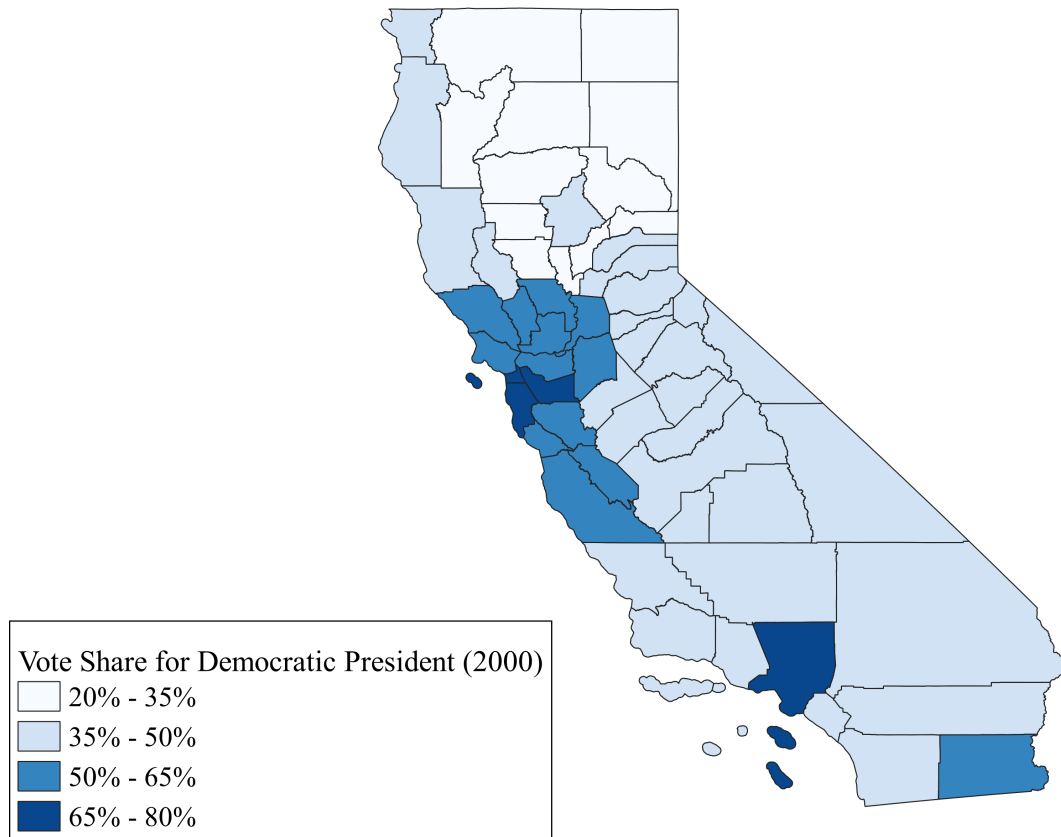 Vote Share for Democratic President (2000)
20% - 35%
35% - 50%
50% - 65%
65% - 80%